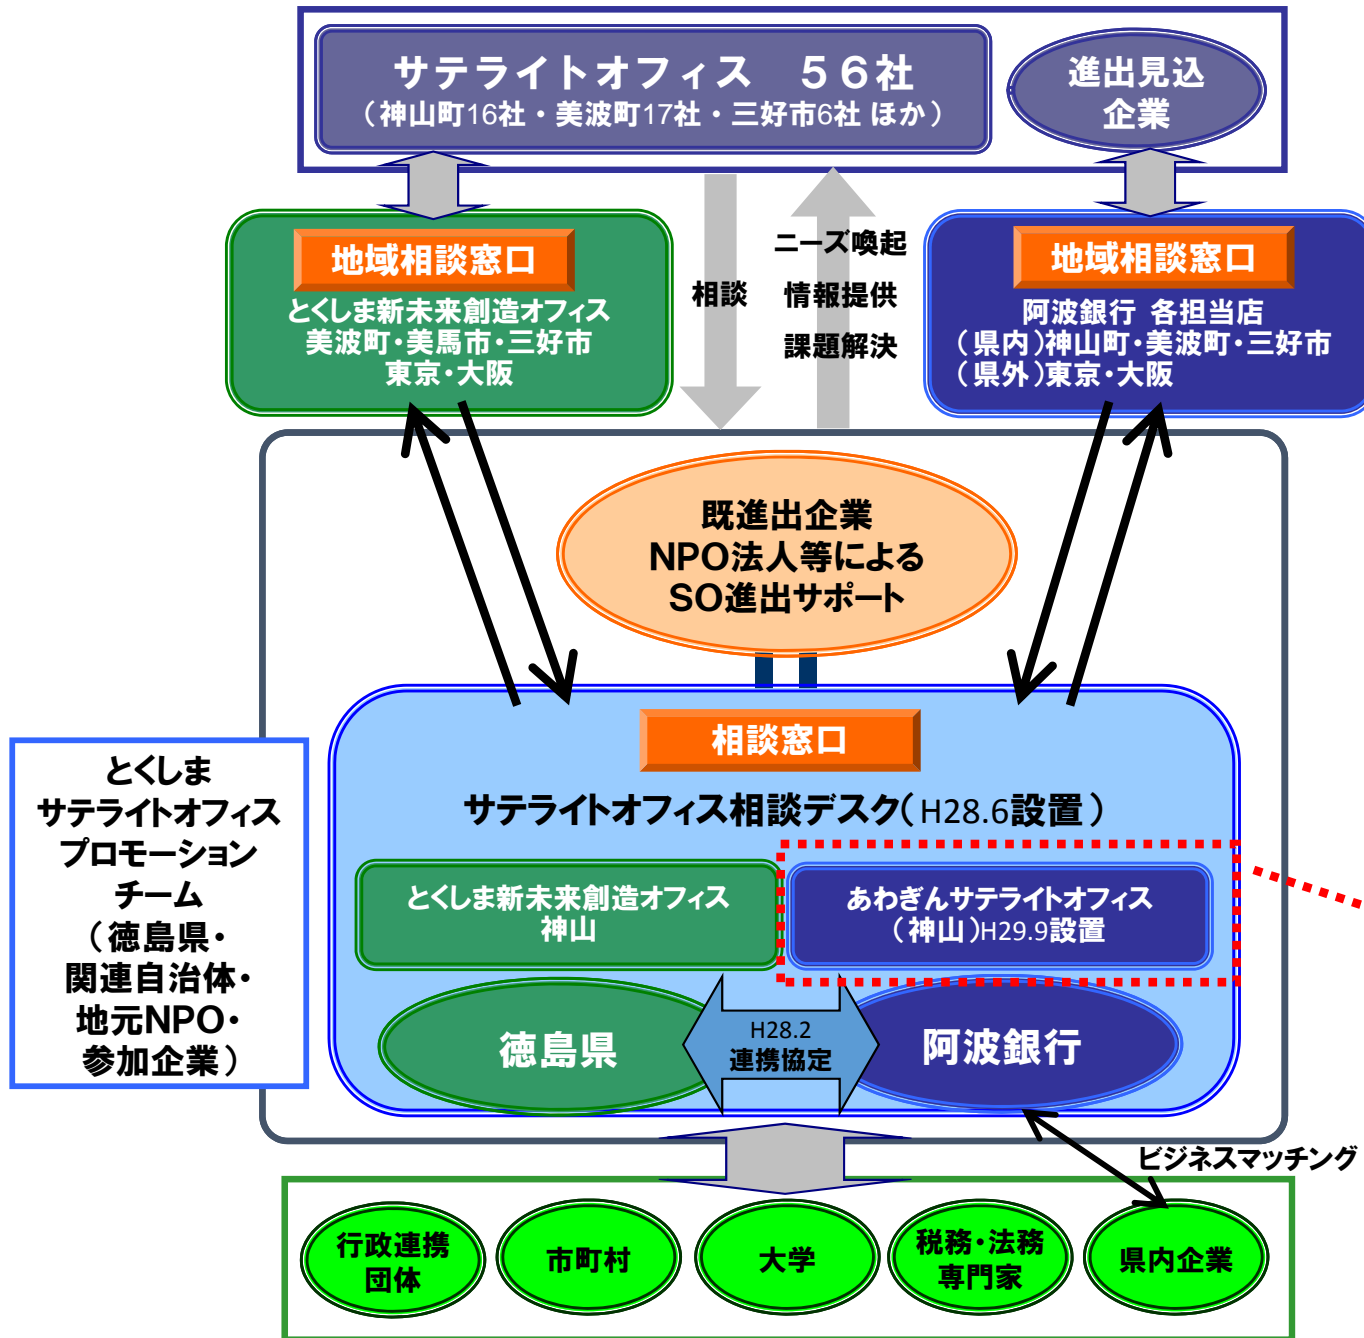 サテライトオフィス　５６社
（神山町16社・美波町17社・三好市6社 ほか）
進出見込
企業
地域相談窓口
とくしま新未来創造オフィス
美波町・美馬市・三好市
東京・大阪
相談
ニーズ喚起
情報提供
課題解決
地域相談窓口
阿波銀行 各担当店
（県内）神山町・美波町・三好市
（県外）東京・大阪
既進出企業
NPO法人等による
SO進出サポート
相談窓口
サテライトオフィス相談デスク（H28.6設置）
とくしま
サテライトオフィス
プロモーション
チーム
（徳島県・
関連自治体・
地元NPO・
参加企業）
とくしま新未来創造オフィス
神山
あわぎんサテライトオフィス
（神山）H29.9設置
徳島県
H28.2
連携協定
阿波銀行
ビジネスマッチング
行政連携
団体
市町村
大学
税務・法務
専門家
県内企業